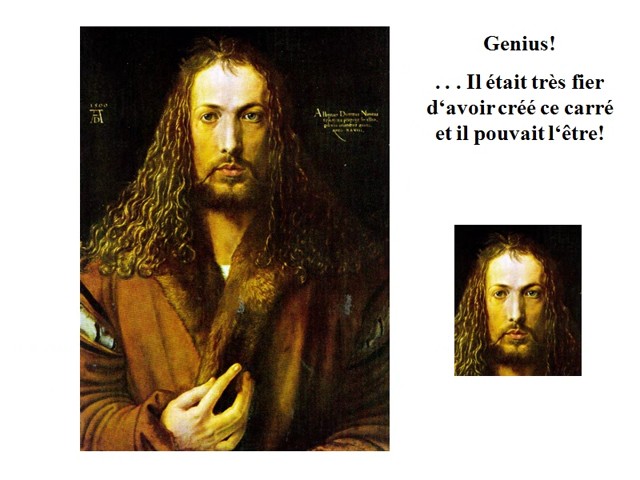 Genius!
. . . Il était très fier
d‘avoir créé ce carré
et il pouvait l‘être!
1500